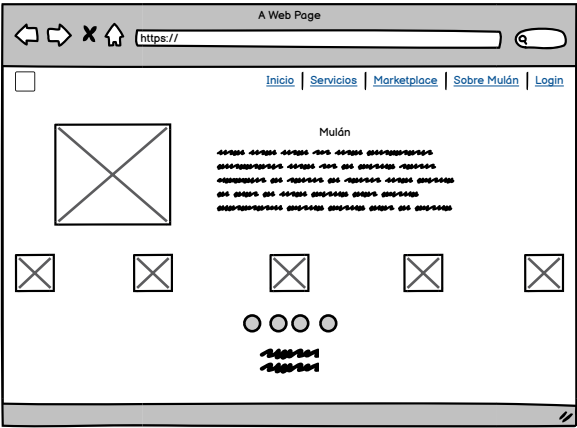 A Web Page
https://
Inicio | Servicios | Marketplace | Sobre Mulán | Login
Mulán